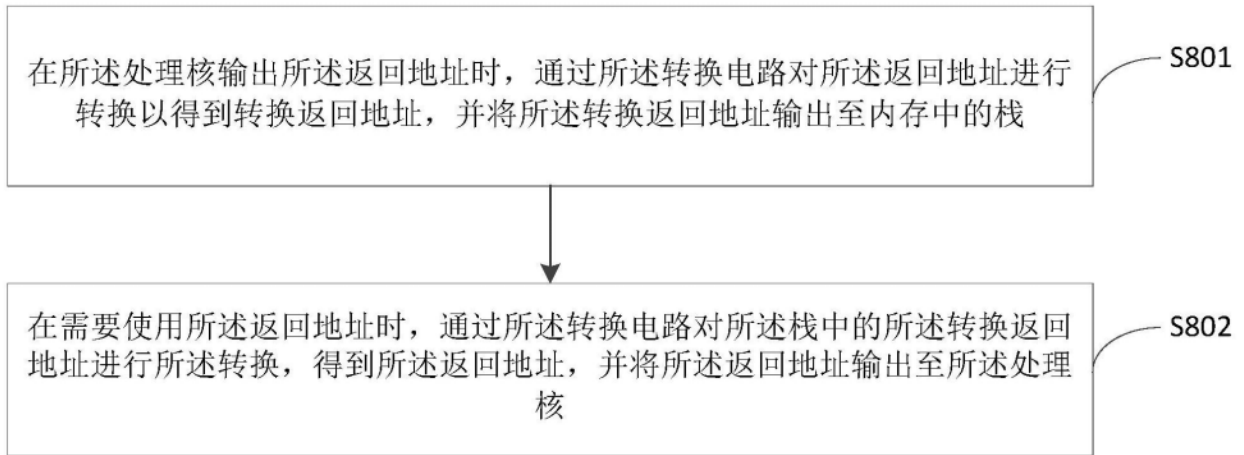 在所述处理核输出所述返回地址时，通过所述转换电路对所述返回地址进行
转换以得到转换返回地址，并将所述转换返回地址输出至内存中的栈
S801
在需要使用所述返回地址时，通过所述转换电路对所述栈中的所述转换返回
地址进行所述转换，得到所述返回地址，并将所述返回地址输出至所述处理
核
S802